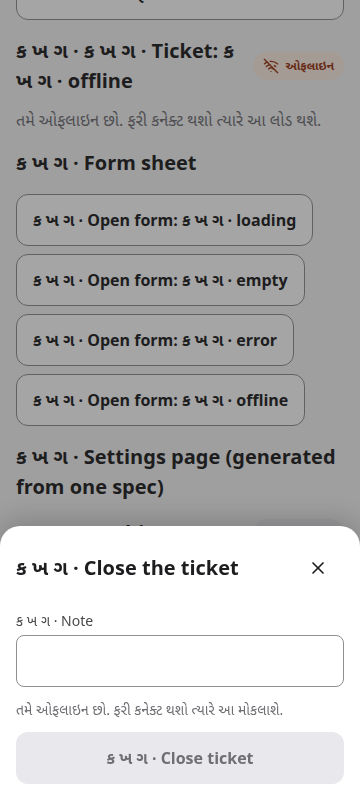 ક ખ ગ · ક ખ ગ · Ticket: ક
ખ ગ · offline
ઓફલાઇન
તમે ઓફલાઇન છો. ફરી કનેક્ટ થશો ત્યારે આ લોડ થશે.
ક ખ ગ · Form sheet
ક ખ ગ · Open form: ક ખ ગ · loading
ક ખ ગ · Open form: ક ખ ગ · empty
ક ખ ગ · Open form: ક ખ ગ · error
ક ખ ગ · Open form: ક ખ ગ · offline
ક ખ ગ · Settings page (generated
from one spec)
ક ખ ગ · Close the ticket
ક ખ ગ · Note
તમે ઓફલાઇન છો. ફરી કનેક્ટ થશો ત્યારે આ મોકલાશે.
ક ખ ગ · Close ticket